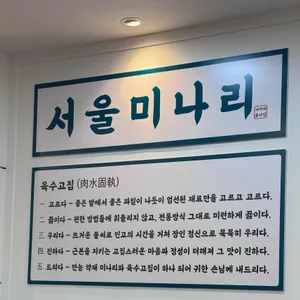 서울미나리
육수고집 (肉水固執)
一. 고르다 - 좋은 밭에서 좋은 과일이 나듯이 엄선된 재료만을 고르고 고르다.
二. 끓이다 - 편한 방법들에 휘둘리지 않고, 전통방식 그대로 미련하게 끓이다.
三. 우리다 - 뜨거운 불씨로 인고의 시간을 거쳐 장인 정신으로 묵묵히 우리다.
四. 진하다 - 근본을 지키는 고집스러운 마음과 정성이 더해져 그 맛이 진하다.
五. 드리다 - 만능 약재 미나리와 육수고집이 하나 되어 귀한 손님께 내드리다.